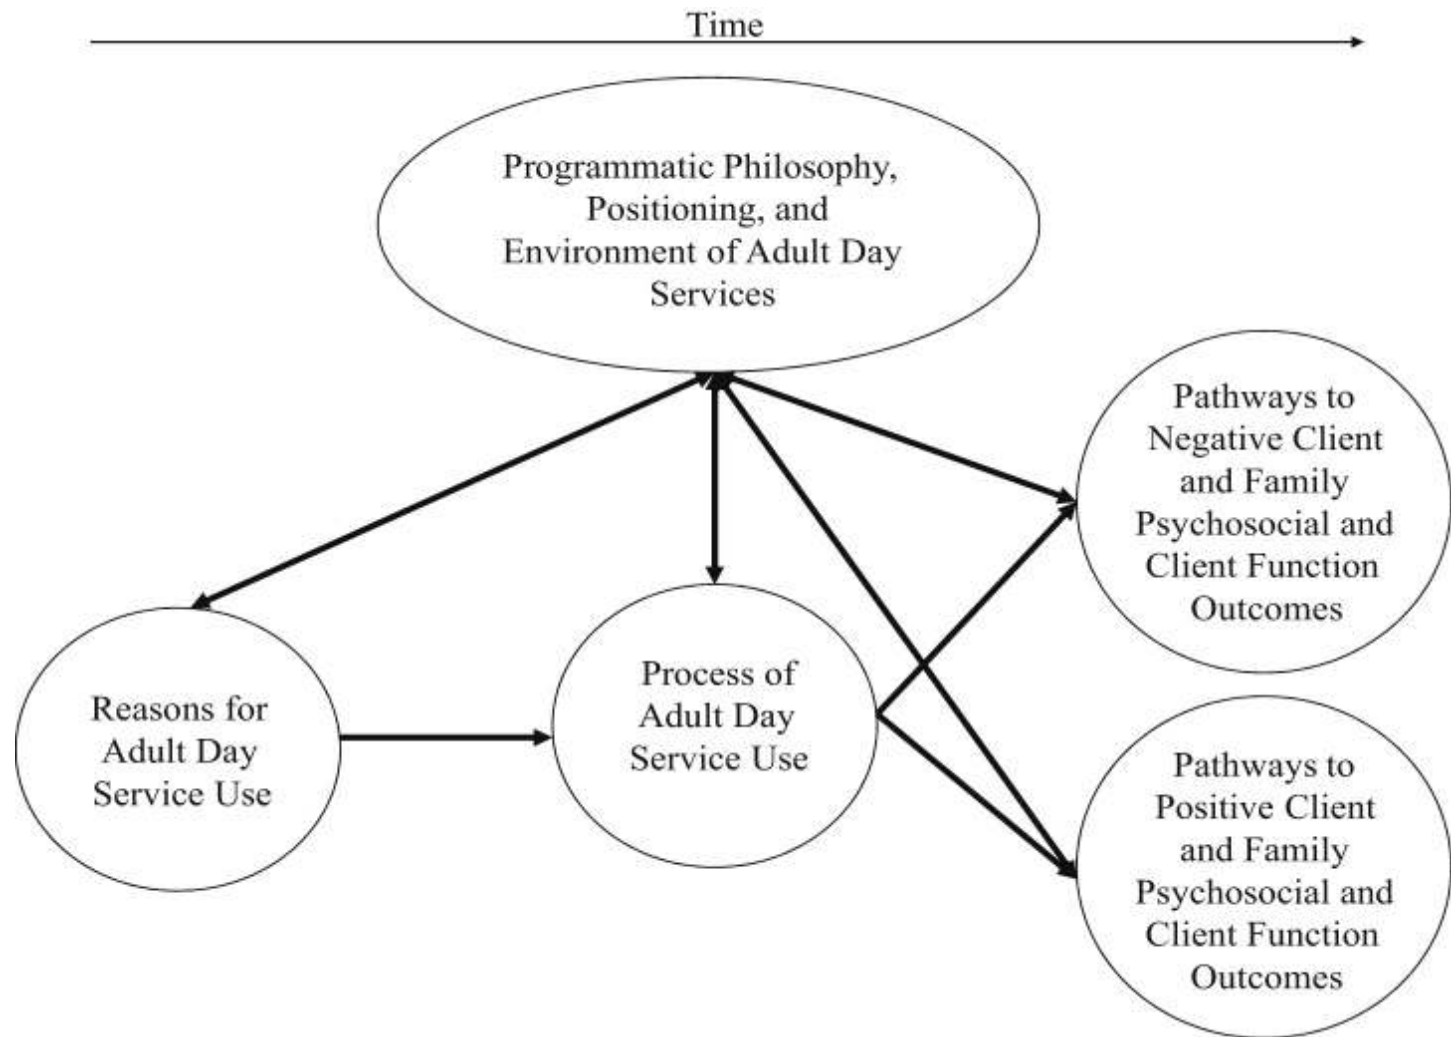 Time
Programmatic Philosophy,
Positioning, and
Environment of Adult Day
Services
Reasons for
Adult Day
Service Use
Process of
Adult Day
Service Use
Pathways to
Negative Client
and Family
Psychosocial and
Client Function
Outcomes
Pathways to
Positive Client
and Family
Psychosocial and
Client Function
Outcomes